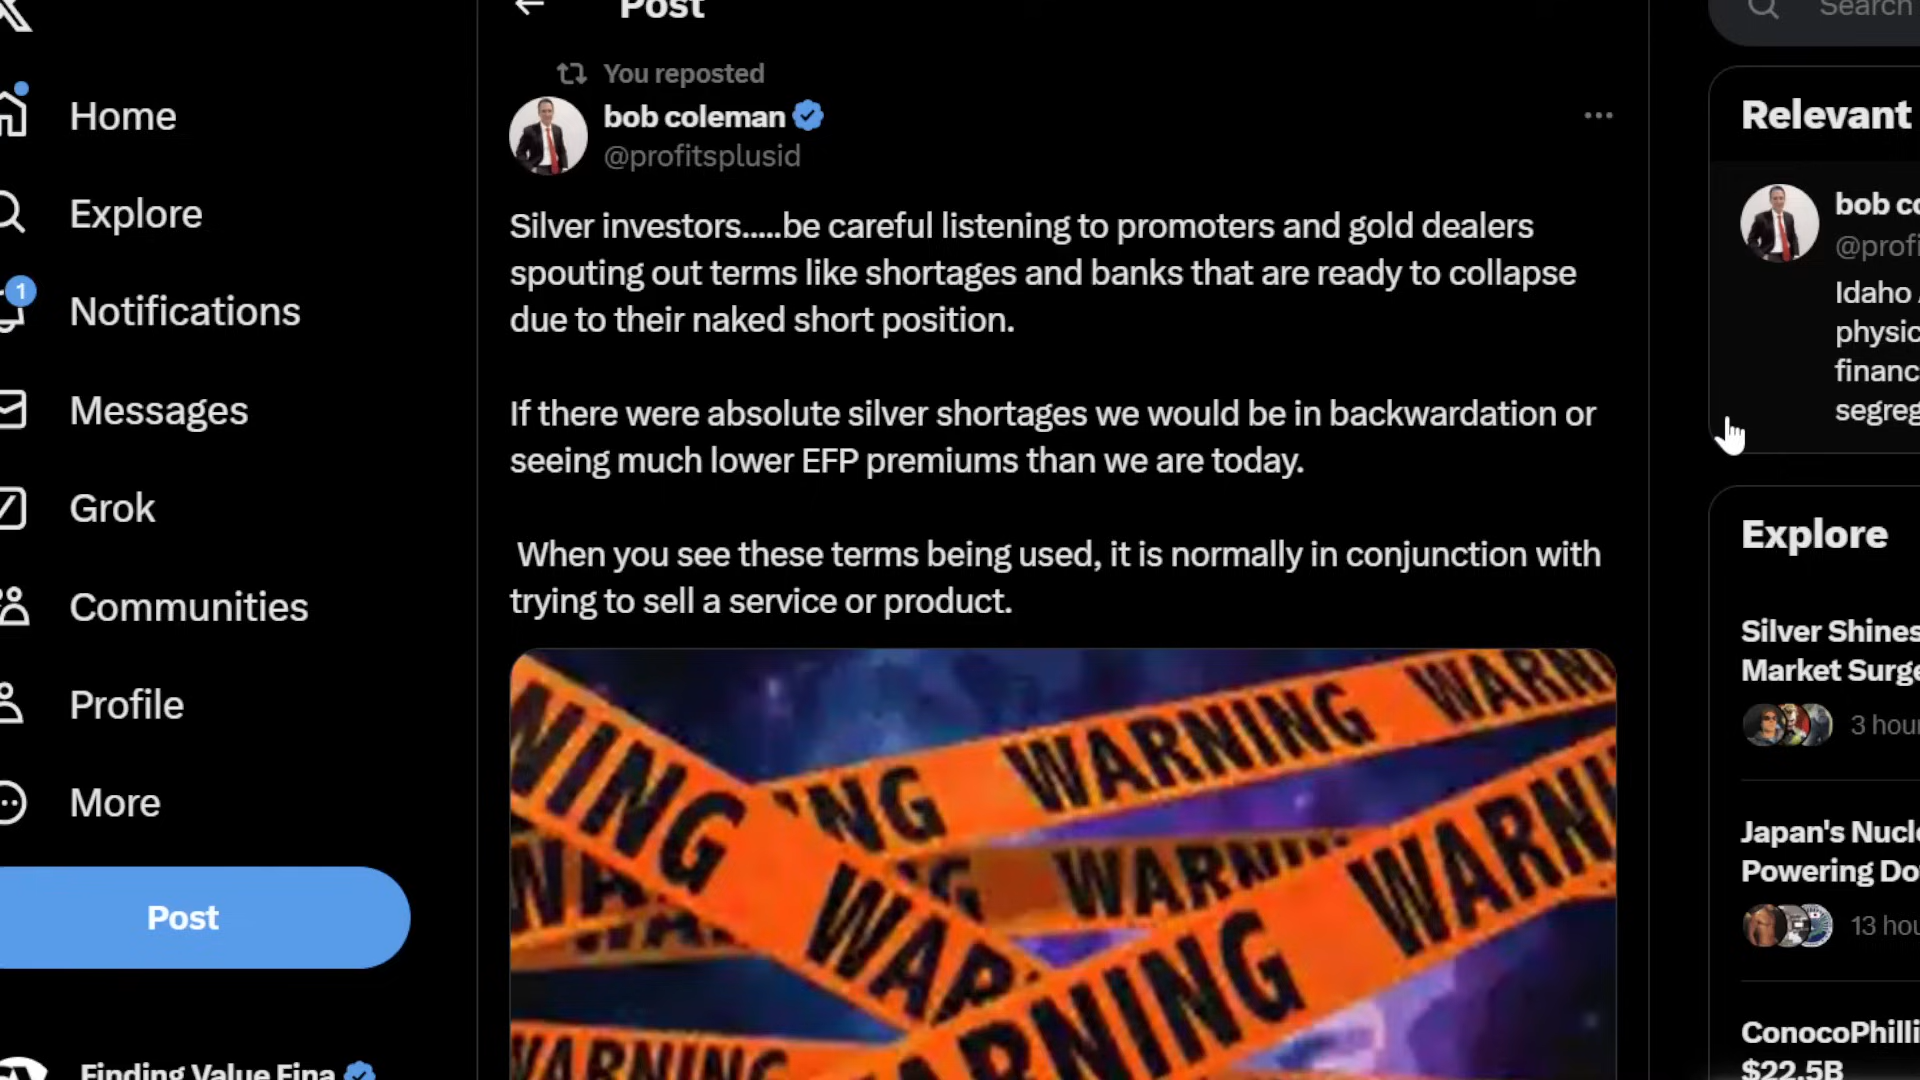 Post
Search
You reposted
Home
bob coleman
@profitsplusid
Relevant
Explore
bob co
@profi
Silver investors.....be careful listening to promoters and gold dealers
spouting out terms like shortages and banks that are ready to collapse
due to their naked short position.
Idaho
physic
financ
segreg
1
Notifications
Messages
If there were absolute silver shortages we would be in backwardation or
seeing much lower EFP premiums than we are today.
Grok
Explore
When you see these terms being used, it is normally in conjunction with
trying to sell a service or product.
Communities
Silver Shines
Market Surge
3 hou
Profile
More
Post
NING
NG WARNING WARN
WA G WARNIN
WAR
WARNING WARNI
WARNING
Japan's Nucle
Powering Do
13 hou
ConocoPhilli
$22.5B
Finding Value Fina